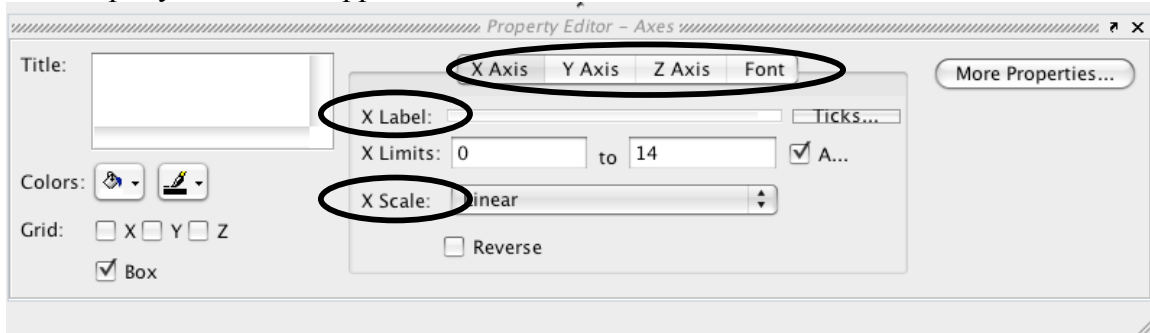 Property Editor – Axes
Title:
X Axis Y Axis Z Axis Font
More Properties...
X Label: Ticks...
X Limits: 0 to 14 A...
Colors:
X Scale: Linear
Grid: X Y Z
Reverse
Box